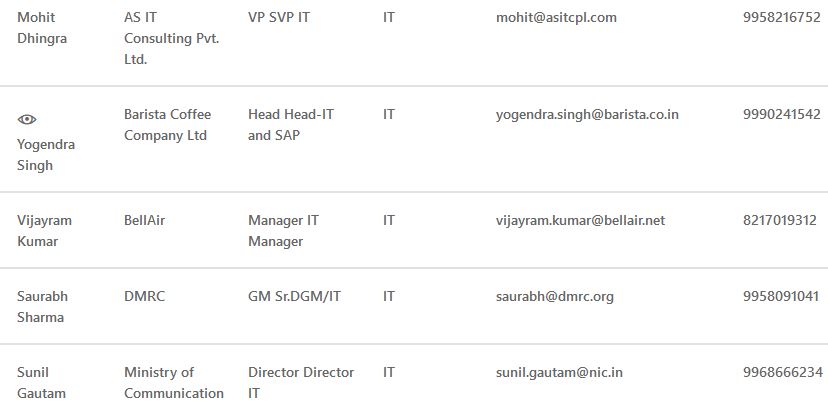 Mohit Dhingra AS IT Consulting Pvt. Ltd. VP SVP IT IT mohit@asitcpl.com 9958216752
Yogendra Singh Barista Coffee Company Ltd Head Head-IT and SAP IT yogendra.singh@barista.co.in 9990241542
Vijayram Kumar BellAir Manager IT Manager IT vijayram.kumar@bellair.net 8217019312
Saurabh Sharma DMRC GM Sr.DGM/IT IT saurabh@dmrc.org 9958091041
Sunil Gautam Ministry of Communication Director Director IT IT sunil.gautam@nic.in 9968666234